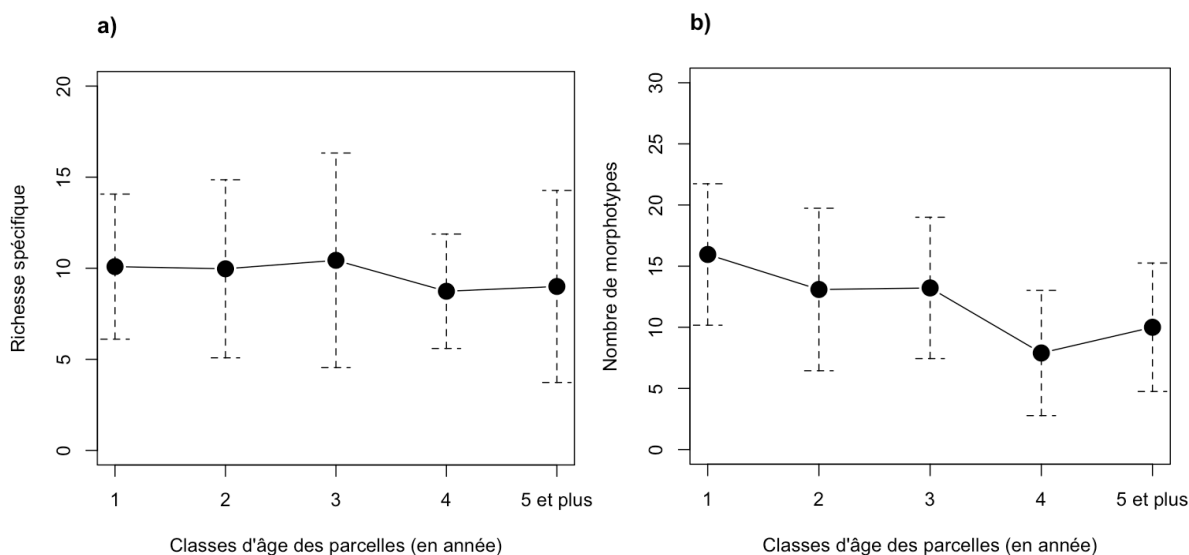 a)
Richesse spécifique
20
15
10
5
0
1 2 3 4 5 et plus
Classes d'âge des parcelles (en année)
b)
Nombre de morphotypes
30
25
20
15
10
5
0
1 2 3 4 5 et plus
Classes d'âge des parcelles (en année)